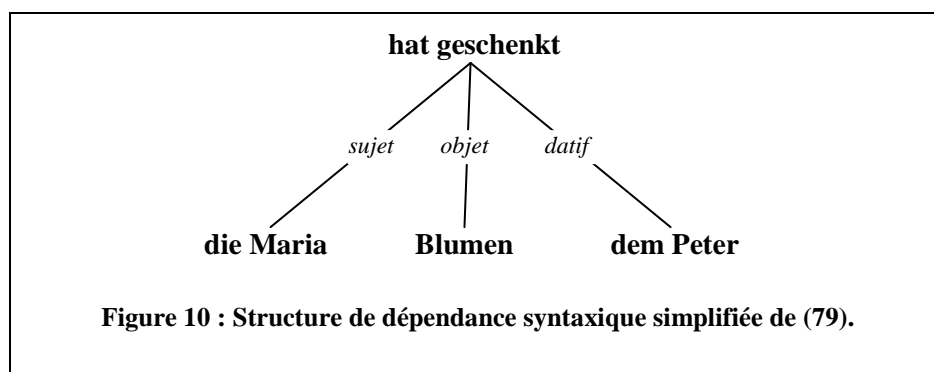 hat geschenkt
sujet objet datif
die Maria Blumen dem Peter
Figure 10 : Structure de dépendance syntaxique simplifiée de (79).